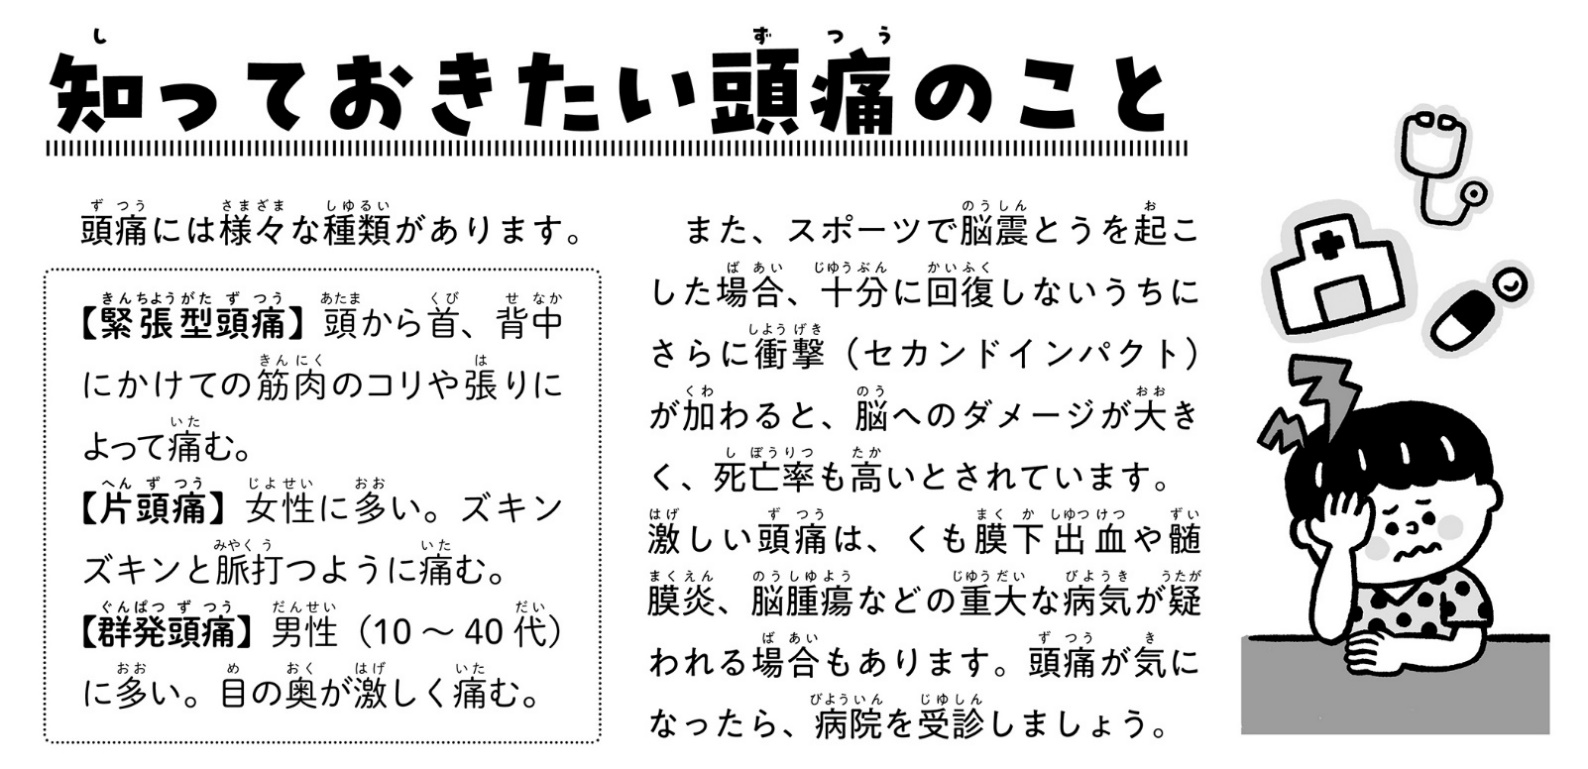 知っておきたい頭痛のこと
頭痛には様々な種類があります。
【緊張型頭痛】頭から首、背中
にかけての筋肉のコリや張りに
よって痛む。
【片頭痛】女性に多い。ズキン
ズキンと脈打つように痛む。
【群発頭痛】男性（10～40代）
に多い。目の奥が激しく痛む。
また、スポーツで脳震とうを起こ
した場合、十分に回復しないうちに
さらに衝撃（セカンドインパクト）
が加わると、脳へのダメージが大き
く、死亡率も高いとされています。
激しい頭痛は、くも膜下出血や髄
膜炎、脳腫瘍などの重大な病気が疑
われる場合もあります。頭痛が気に
なったら、病院を受診しましょう。